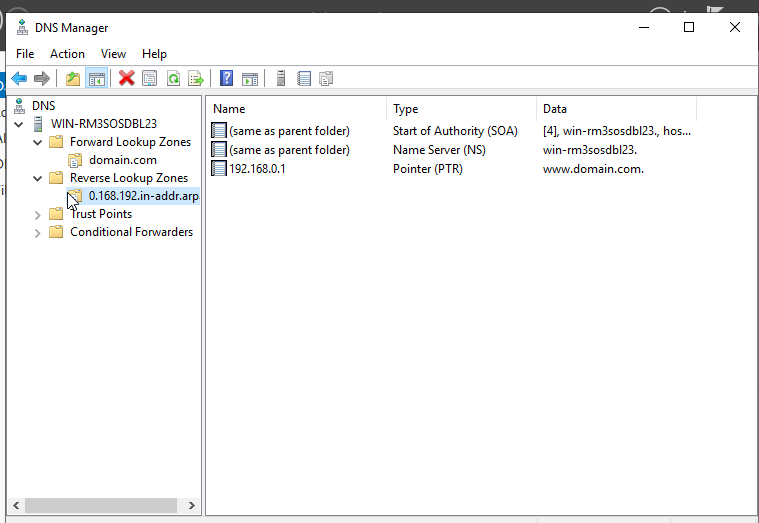 DNS Manager
File Action View Help
DNS
WIN-RM3SOSDBL23
Forward Lookup Zones
domain.com
Reverse Lookup Zones
0.168.192.in-addr.arp
Trust Points
Conditional Forwarders
Name Type Data
(same as parent folder) Start of Authority (SOA) [4], win-rm3sosdbl23., hos...
(same as parent folder) Name Server (NS) win-rm3sosdbl23.
192.168.0.1 Pointer (PTR) www.domain.com.